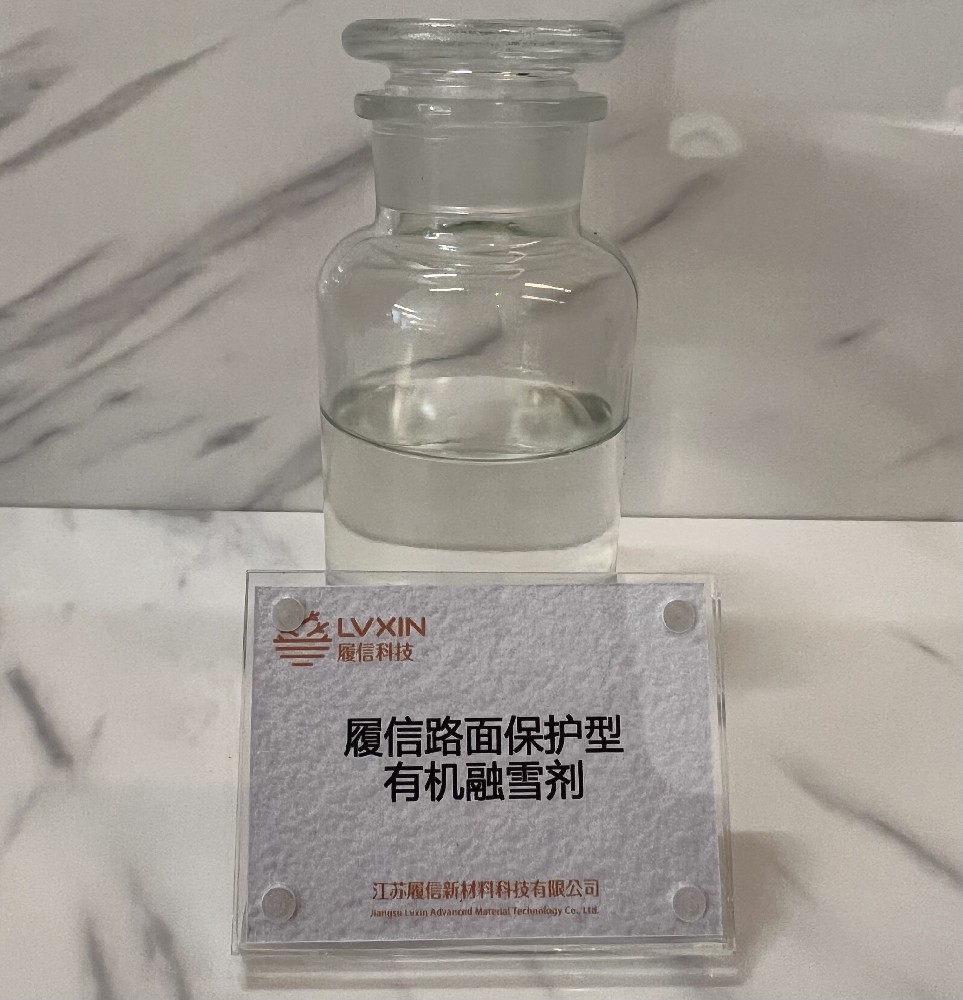 LVXIN
履信科技
履信路面保护型
有机融雪剂
江苏履信新材料科技有限公司
Jiangsu Lvxin Advanced Material Technology Co., Ltd.